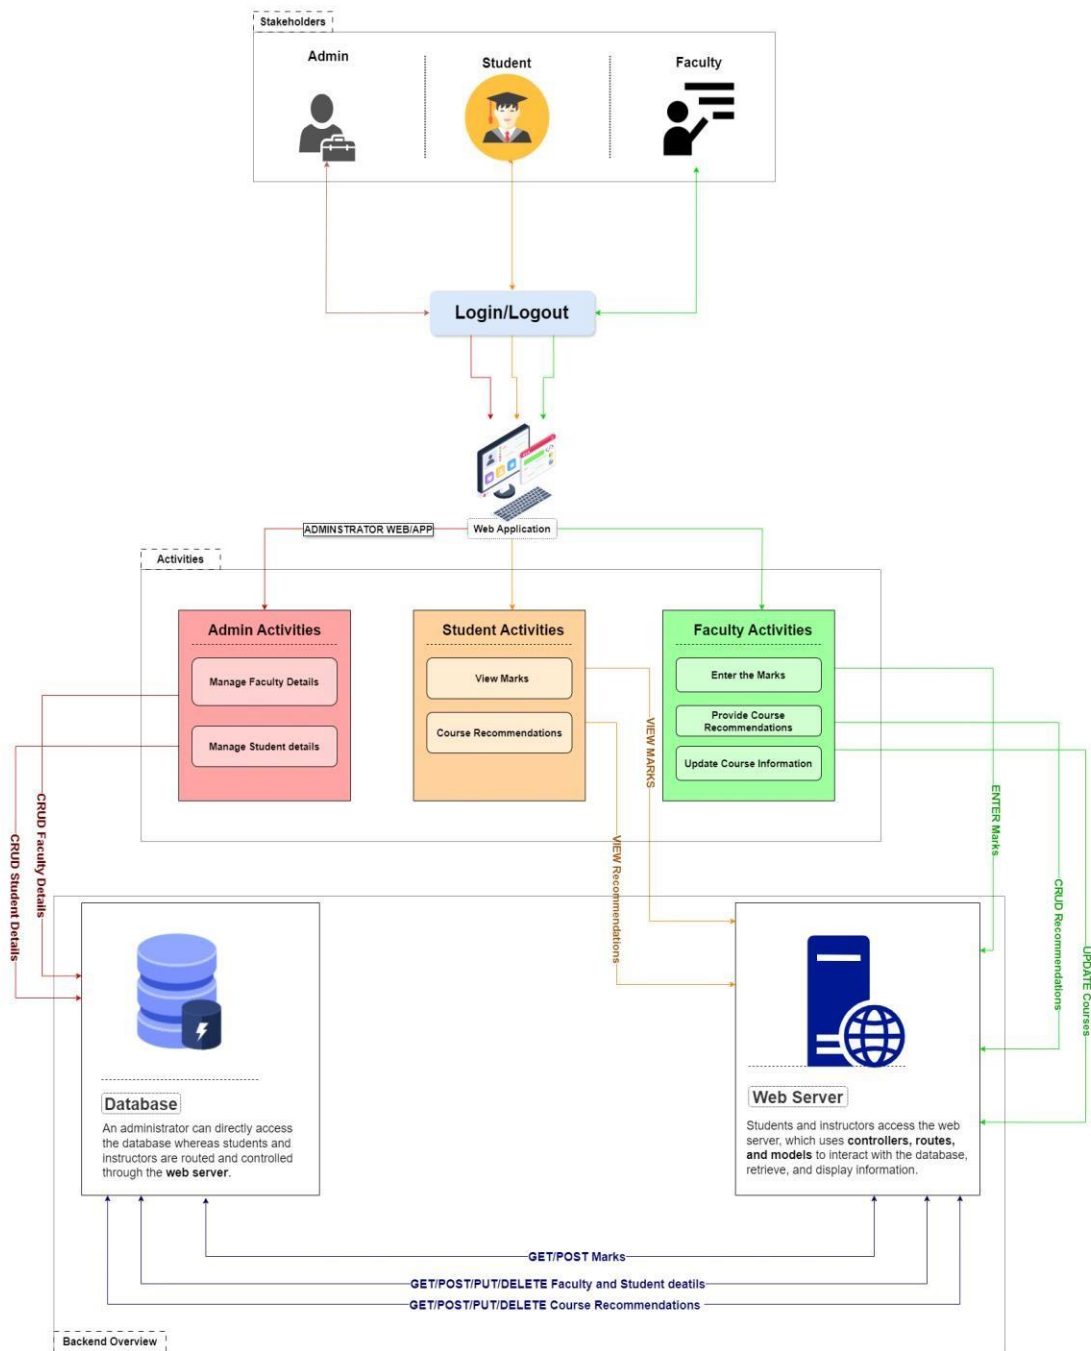 Stakeholders
Admin
Student
Faculty
Login/Logout
Web Application
ADMINSTRATOR WEB/APP
Activities
Admin Activities
Manage Faculty Details
Manage Student details
Student Activities
View Marks
Course Recommendations
Faculty Activities
Enter the Marks
Provide Course
Recommendations
Update Course Information
CRUD Faculty Details
CRUD Student Details
VIEW MARKS
VIEW Recommendations
ENTER Marks
CRUD Recommendations
UPDATE Courses
Database
An administrator can directly access
the database whereas students and
instructors are routed and controlled
through the web server.
Web Server
Students and instructors access the web
server, which uses controllers, routes,
and models to interact with the database,
retrieve, and display information.
GET/POST Marks
GET/POST/PUT/DELETE Faculty and Student deatils
GET/POST/PUT/DELETE Course Recommendations
Backend Overview